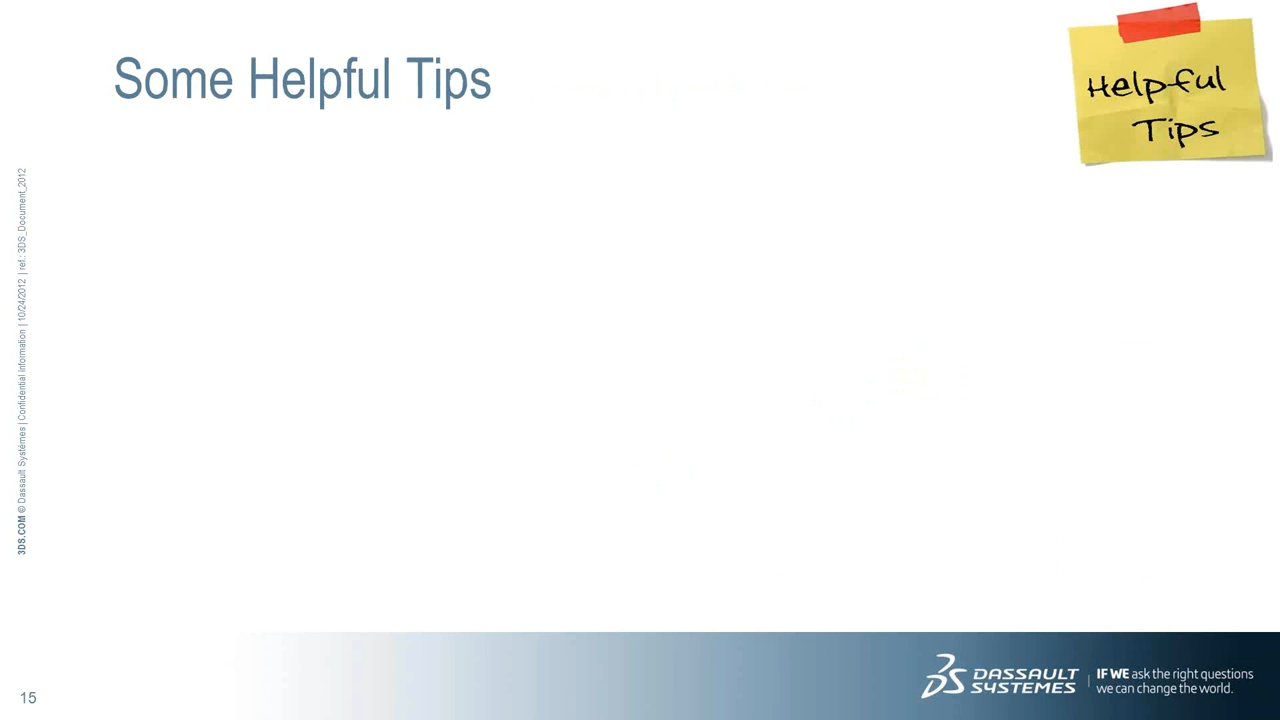 Some Helpful Tips
Helpful
Tips
3DS.COM © Dassault Systèmes | Confidential Information | 10/24/2012 | ref.: 3DS_Document_2012
DASSAULT
SYSTEMES
IF WE ask the right questions
we can change the world.
15